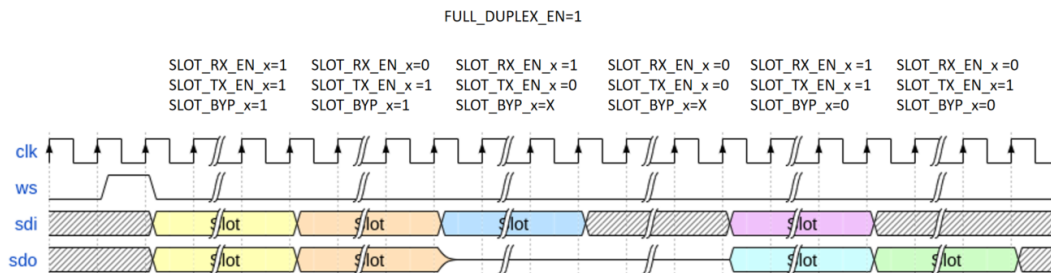 FULL_DUPLEX_EN=1
SLOT_RX_EN_x=1 SLOT_RX_EN_x=0 SLOT_RX_EN_x =1 SLOT_RX_EN_x =0 SLOT_RX_EN_x =1 SLOT_RX_EN_x =0
SLOT_TX_EN_x=1 SLOT_TX_EN_x =1 SLOT_TX_EN_x =0 SLOT_TX_EN_x =0 SLOT_TX_EN_x =1 SLOT_TX_EN_x =1
SLOT_BYP_x=1 SLOT_BYP_x=1 SLOT_BYP_x=X SLOT_BYP_x=X SLOT_BYP_x=0 SLOT_BYP_x=0
clk
ws
sdi Slot Slot Slot Slot
sdo Slot Slot Slot Slot